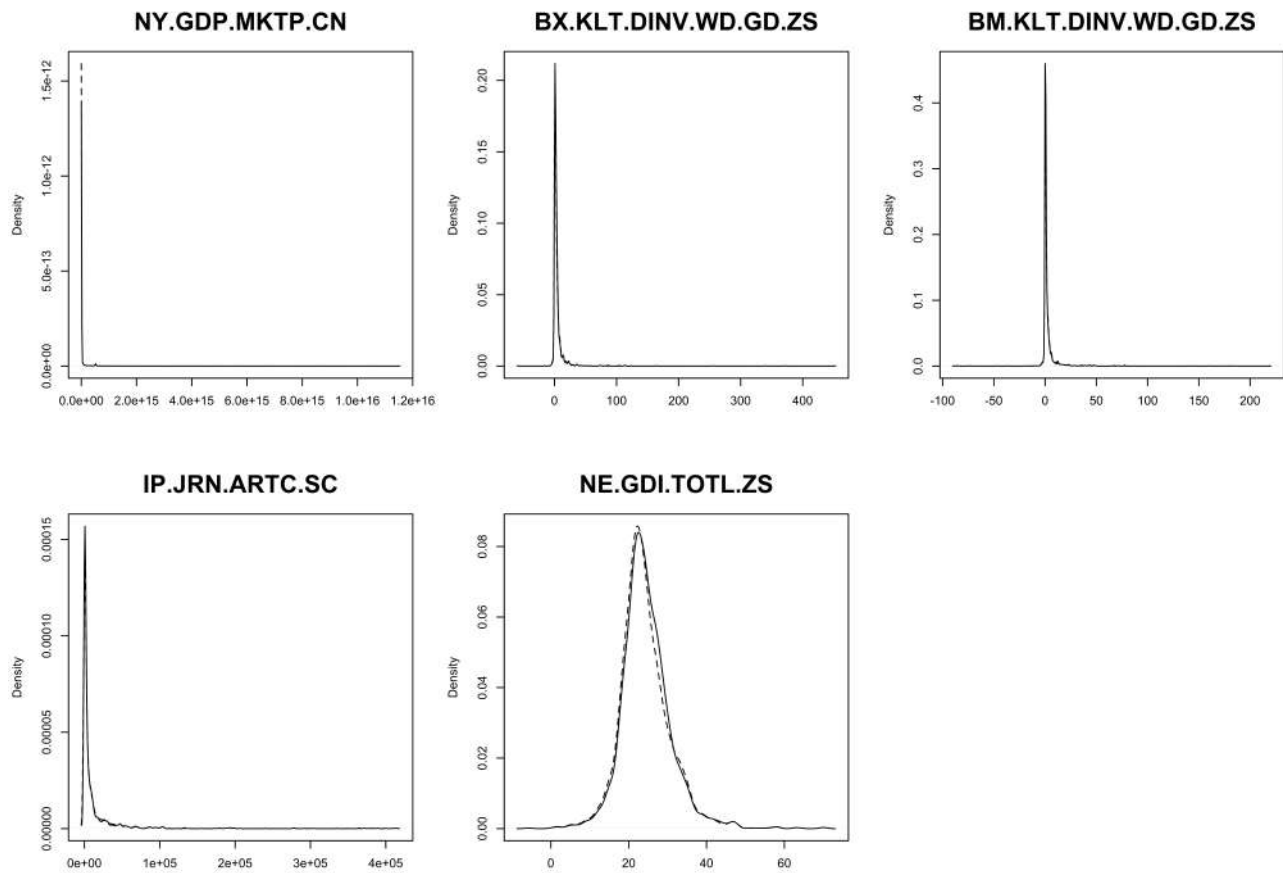 NY.GDP.MKTP.CN
Density
1.5e-12
1.0e-12
5.0e-13
0.0e+00
0.0e+00 2.0e+15 4.0e+15 6.0e+15 8.0e+15 1.0e+16 1.2e+16
BX.KLT.DINV.WD.GD.ZS
Density
0.20
0.15
0.10
0.05
0.00
0 100 200 300 400
BM.KLT.DINV.WD.GD.ZS
Density
0.4
0.3
0.2
0.1
0.0
-100 -50 0 50 100 150 200
IP.JRN.ARTC.SC
Density
0.00015
0.00010
0.00005
0.00000
0e+00 1e+05 2e+05 3e+05 4e+05
NE.GDI.TOTL.ZS
Density
0.08
0.06
0.04
0.02
0.00
0 20 40 60